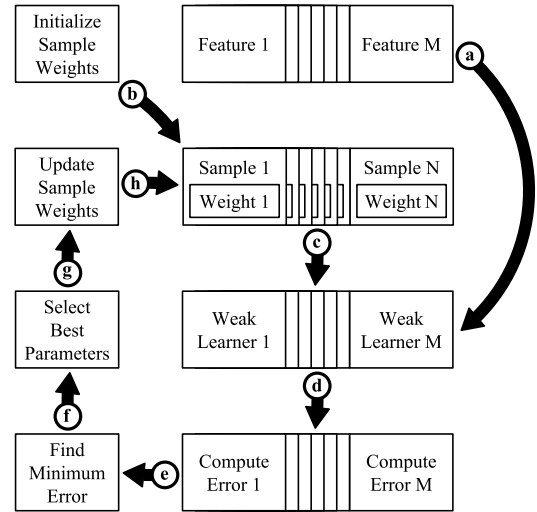 Initialize
Sample
Weights
Feature 1
Feature M
a
b
Update
Sample
Weights
h
Sample 1
Weight 1
Sample N
Weight N
c
g
Select
Best
Parameters
Weak
Learner 1
Weak
Learner M
d
f
Find
Minimum
Error
e
Compute
Error 1
Compute
Error M